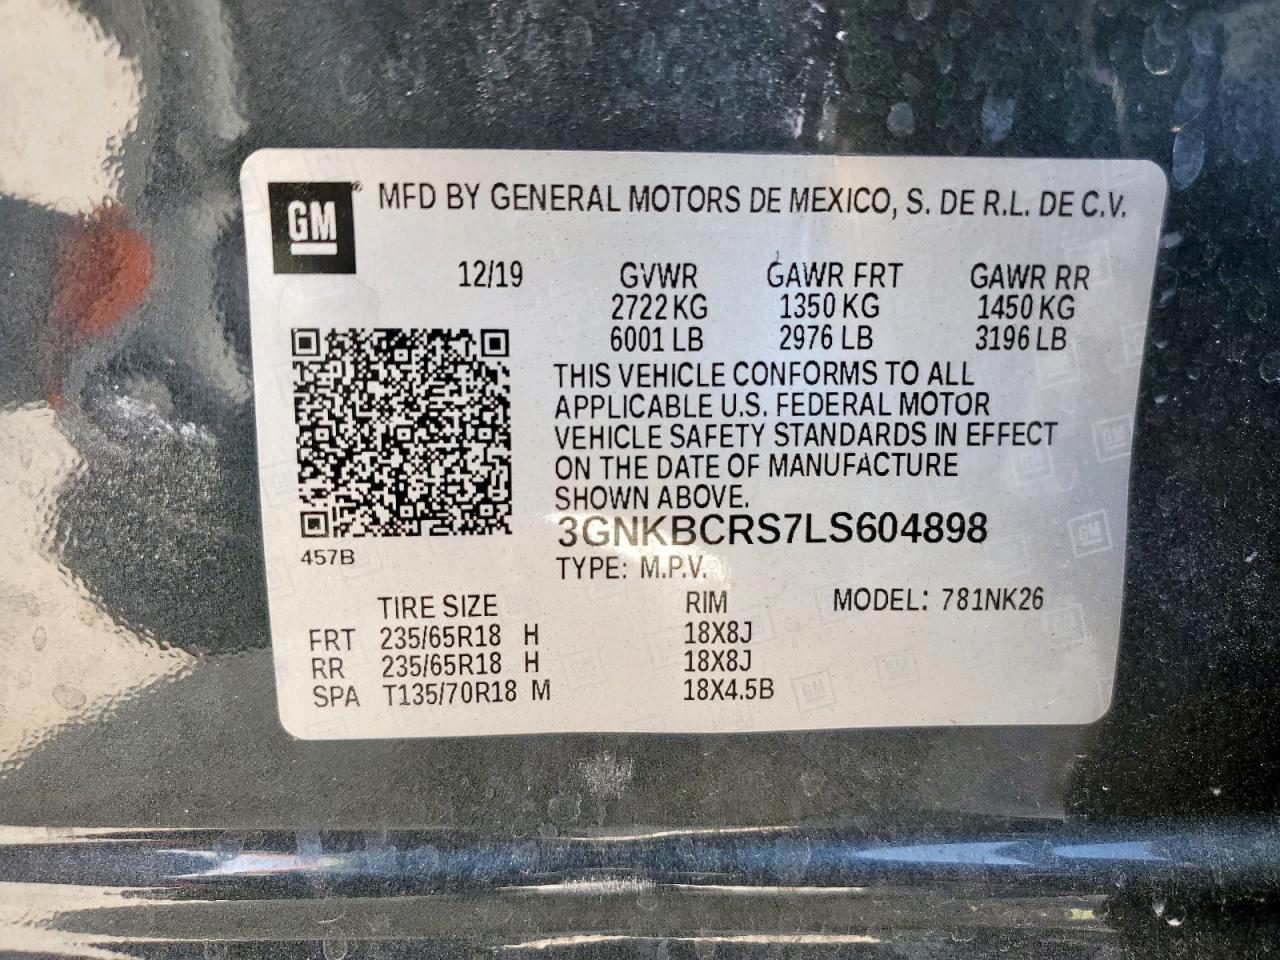 GM ® MFD BY GENERAL MOTORS DE MEXICO, S. DE R.L. DE C.V.
12/19 GVWR GAWR FRT GAWR RR
2722 KG 1350 KG 1450 KG
6001 LB 2976 LB 3196 LB
THIS VEHICLE CONFORMS TO ALL
APPLICABLE U.S. FEDERAL MOTOR
VEHICLE SAFETY STANDARDS IN EFFECT
ON THE DATE OF MANUFACTURE
SHOWN ABOVE.
3GNKBCRS7LS604898
457B
TYPE: M.P.V.
TIRE SIZE RIM MODEL: 781NK26
FRT 235/65R18 H 18X8J
RR 235/65R18 H 18X8J
SPA T135/70R18 M 18X4.5B